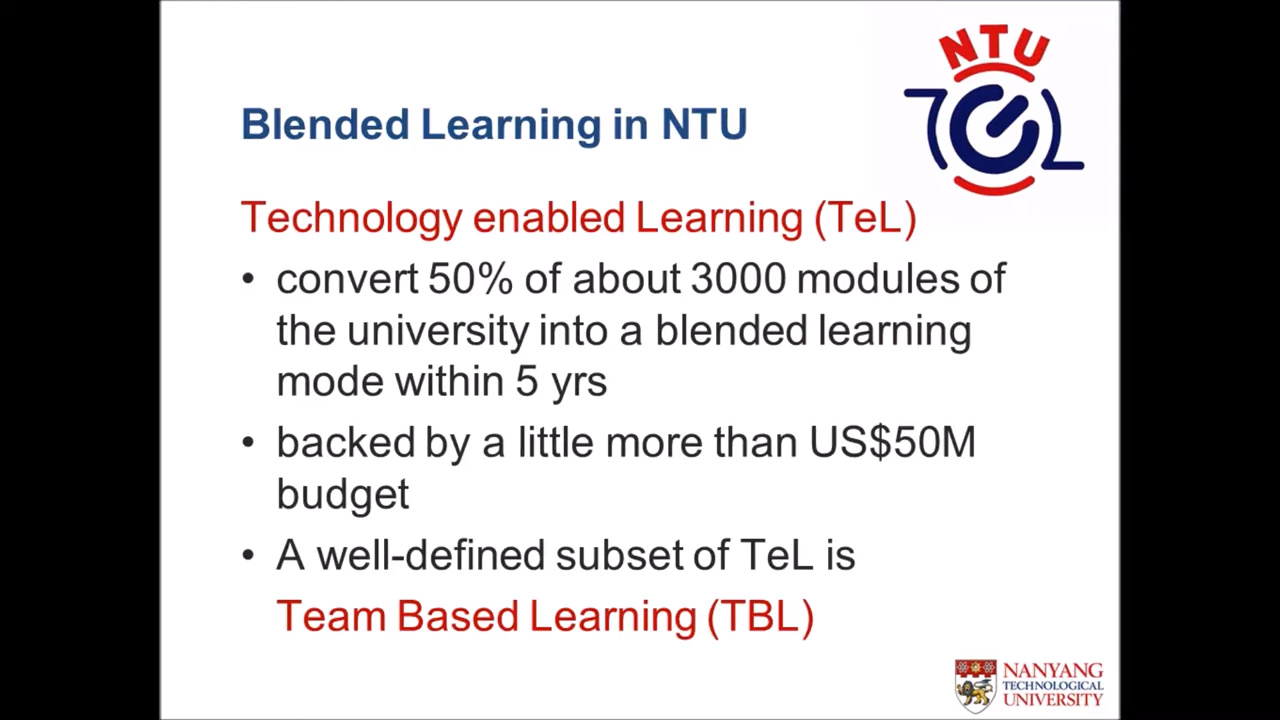 NTU
TEL
Blended Learning in NTU
Technology enabled Learning (TeL)
• convert 50% of about 3000 modules of
the university into a blended learning
mode within 5 yrs
• backed by a little more than US$50M
budget
• A well-defined subset of TeL is
Team Based Learning (TBL)
NANYANG
TECHNOLOGICAL
UNIVERSITY